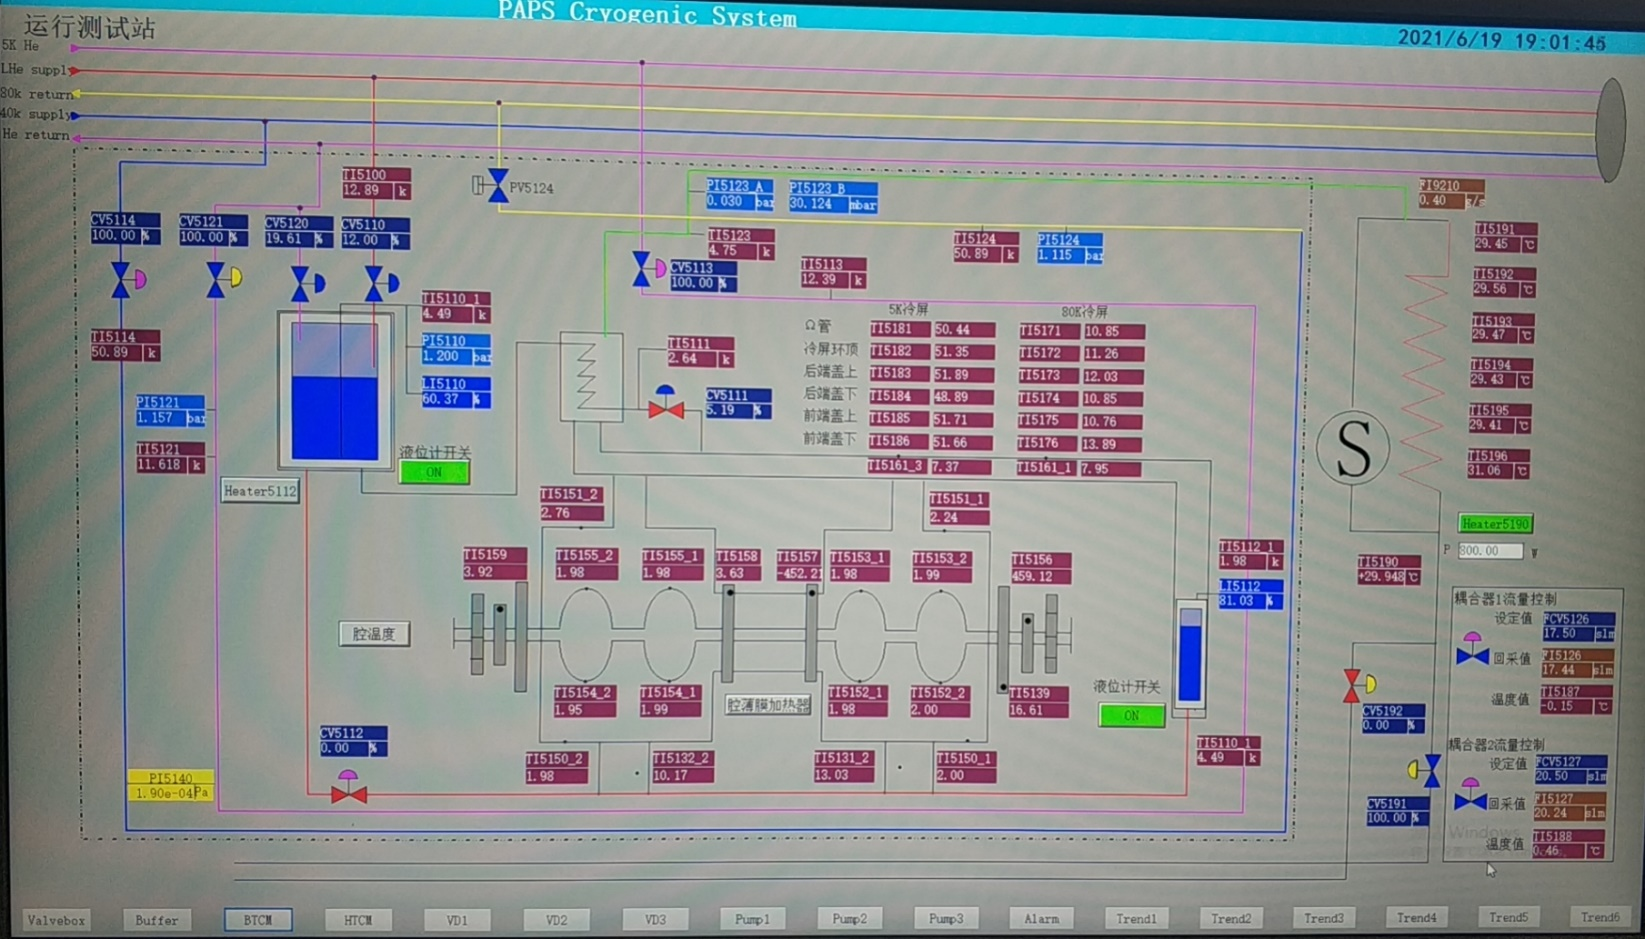 PAPS Cryogenic System
运行测试站
2021/6/19 19:01:45
5K He
LHe supply
80k return
40k supply
He return
TI5100
12.89 k
PV5124
PI5123_A
0.030 bar
PI5123_B
30.124 mbar
FI9210
0.40 g/s
CV5114
100.00 %
CV5121
100.00 %
CV5120
19.61 %
CV5110
12.00 %
TI5123
4.75 k
TI5124
50.89 k
PI5124
1.115 bar
CV5113
100.00 %
TI5113
12.39 k
TI5191
29.45 ℃
TI5192
29.56 ℃
TI5193
29.47 ℃
TI5194
29.43 ℃
TI5195
29.41 ℃
TI5196
31.06 ℃
TI5110_1
4.49 k
PI5110
1.200 bar
LI5110
60.37 %
TI5114
50.89 k
TI5111
2.64 k
CV5111
5.19 %
5K冷屏
80K冷屏
Ω管 TI5181 50.44 TI5171 10.85
冷屏环顶 TI5182 51.35 TI5172 11.26
后端盖上 TI5183 51.89 TI5173 12.03
后端盖下 TI5184 48.89 TI5174 10.85
前端盖上 TI5185 51.71 TI5175 10.76
前端盖下 TI5186 51.66 TI5176 13.89
TI5161_3 7.37 TI5161_1 7.95
PI5121
1.157 bar
TI5121
11.618 k
液位计开关
ON
Heater5112
S
TI5151_2
2.76
TI5151_1
2.24
Heater5190
P 800.00 W
TI5190
+29.948 ℃
TI5159
3.92
TI5155_2
1.98
TI5155_1
1.98
TI5158
3.63
TI5157
-452.21
TI5153_1
1.98
TI5153_2
1.99
TI5156
459.12
TI5112_1
1.98 k
LI5112
81.03 %
腔温度
TI5154_2
1.95
TI5154_1
1.99
腔薄膜加热器
TI5152_1
1.98
TI5152_2
2.00
TI5139
16.61
液位计开关
ON
耦合器1流量控制
设定值
FCV5126
17.50 slm
回采值
FI5126
17.44 slm
温度值
TI5187
-0.15 ℃
CV5192
0.00 %
CV5112
0.00 %
TI5150_2
1.98
TI5132_2
10.17
TI5131_2
13.03
TI5150_1
2.00
TI5110_1
4.49 k
PI5140
1.90e-04 Pa
耦合器2流量控制
设定值
FCV5127
20.50 slm
回采值
FI5127
20.24 slm
温度值
TI5188
0.46 ℃
CV5191
100.00 %
Windows
Valvebox
Buffer
BTCM
HTCM
VD1
VD2
VD3
Pump1
Pump2
Pump3
Alarm
Trend1
Trend2
Trend3
Trend4
Trend5
Trend6